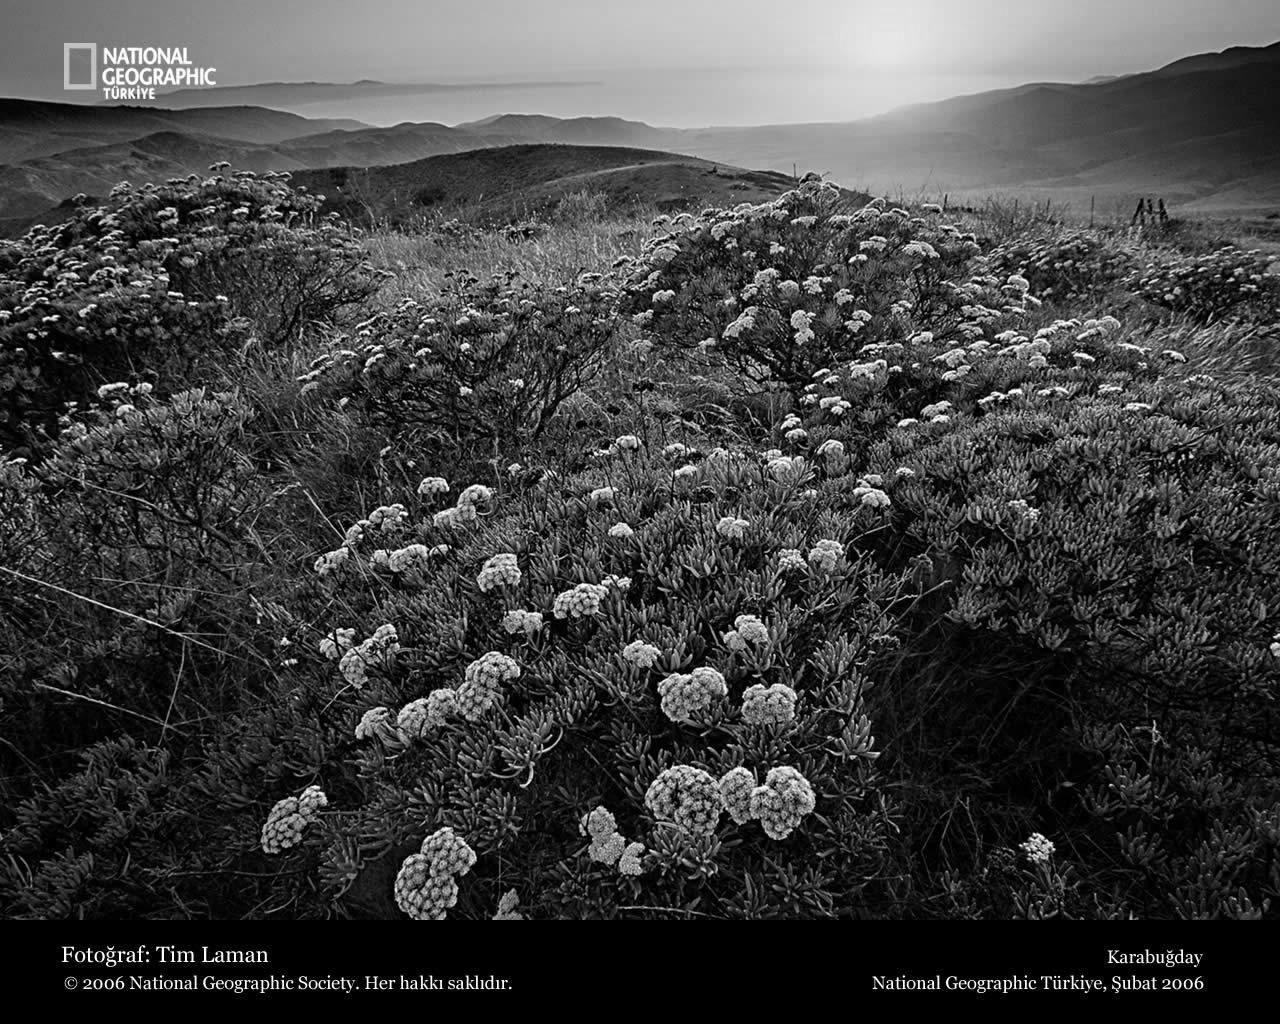 NATIONAL
GEOGRAPHIC
TÜRKİYE
Fotoğraf: Tim Laman
Karabuğday
© 2006 National Geographic Society. Her hakkı saklıdır.
National Geographic Türkiye, Şubat 2006